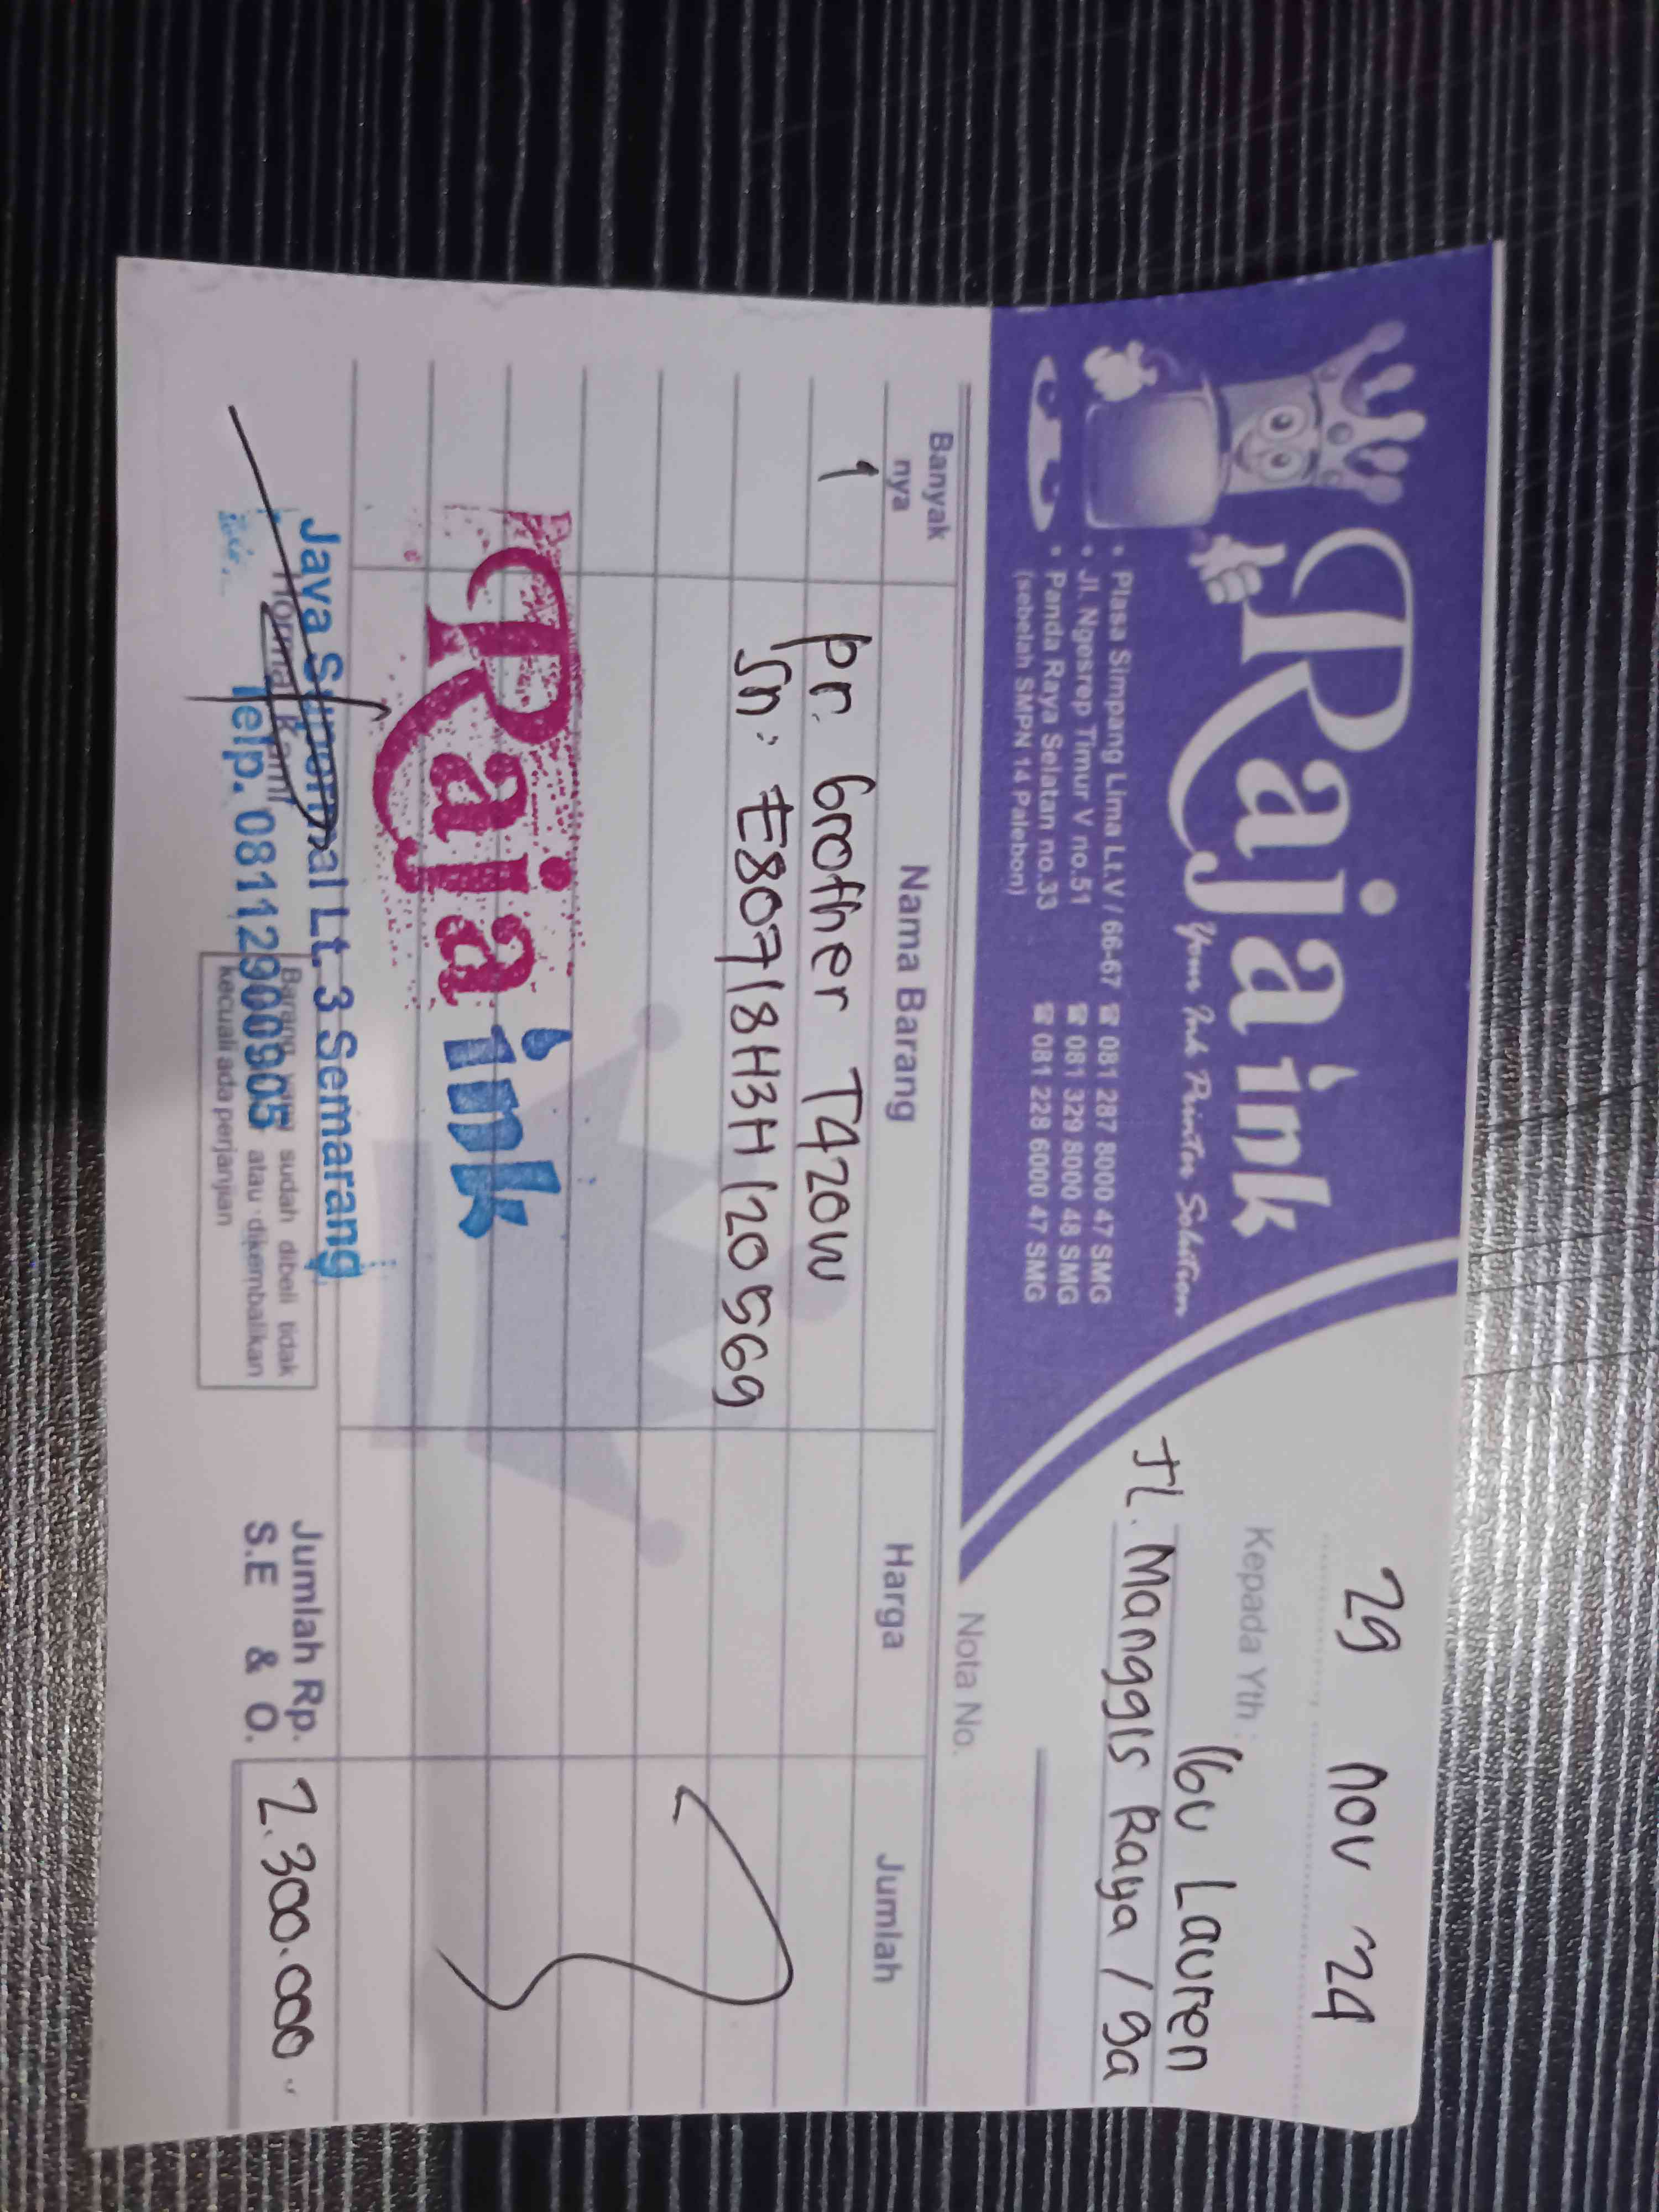 Raja ink
Your Ink Printer Solution
• Plasa Simpang Lima Lt.V / 66-67 ☎ 081 287 8000 47 SMG
• Jl. Ngesrep Timur V no.51 ☎ 081 329 8000 48 SMG
• Panda Raya Selatan no.33 ☎ 081 228 6000 47 SMG
(sebelah SMPN 14 Palebon)
29 Nov 24
Kepada Yth :
Ibu Lauren
Jl. Manggis Raya / 9a
Nota No.
Banyak nya Nama Barang Harga Jumlah
1 pr. brother T420W
Sn: E80718H3H120569
Raja ink
Java Supermal Lt. 3 Semarang
Telp. 08112900905
Hormat Kami
Barang yang sudah dibeli tidak
atau dikembalikan
kecuali ada perjanjian
Jumlah Rp. 2.300.000
S.E & O.